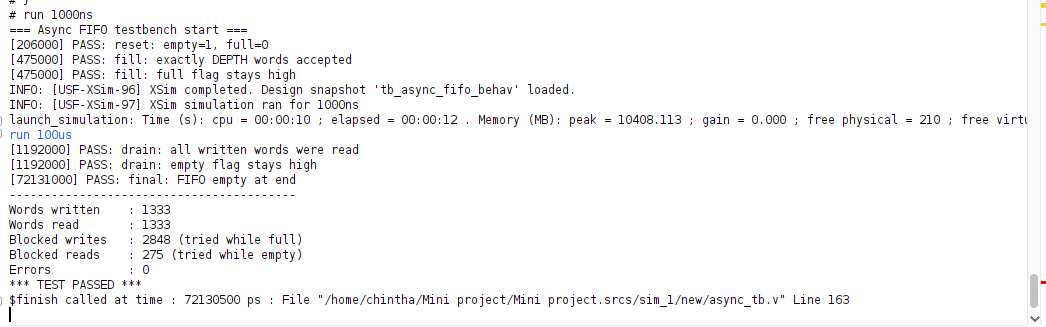 # }
# run 1000ns
=== Async FIFO testbench start ===
[206000] PASS: reset: empty=1, full=0
[475000] PASS: fill: exactly DEPTH words accepted
[475000] PASS: fill: full flag stays high
INFO: [USF-XSim-96] XSim completed. Design snapshot 'tb_async_fifo_behav' loaded.
INFO: [USF-XSim-97] XSim simulation ran for 1000ns
launch_simulation: Time (s): cpu = 00:00:10 ; elapsed = 00:00:12 . Memory (MB): peak = 10408.113 ; gain = 0.000 ; free physical = 210 ; free virtu
run 100us
[1192000] PASS: drain: all written words were read
[1192000] PASS: drain: empty flag stays high
[72131000] PASS: final: FIFO empty at end
----------------------------------------
Words written    : 1333
Words read       : 1333
Blocked writes   : 2848 (tried while full)
Blocked reads    : 275 (tried while empty)
Errors           : 0
*** TEST PASSED ***
$finish called at time : 72130500 ps : File "/home/chintha/Mini project/Mini project.srcs/sim_1/new/async_tb.v" Line 163